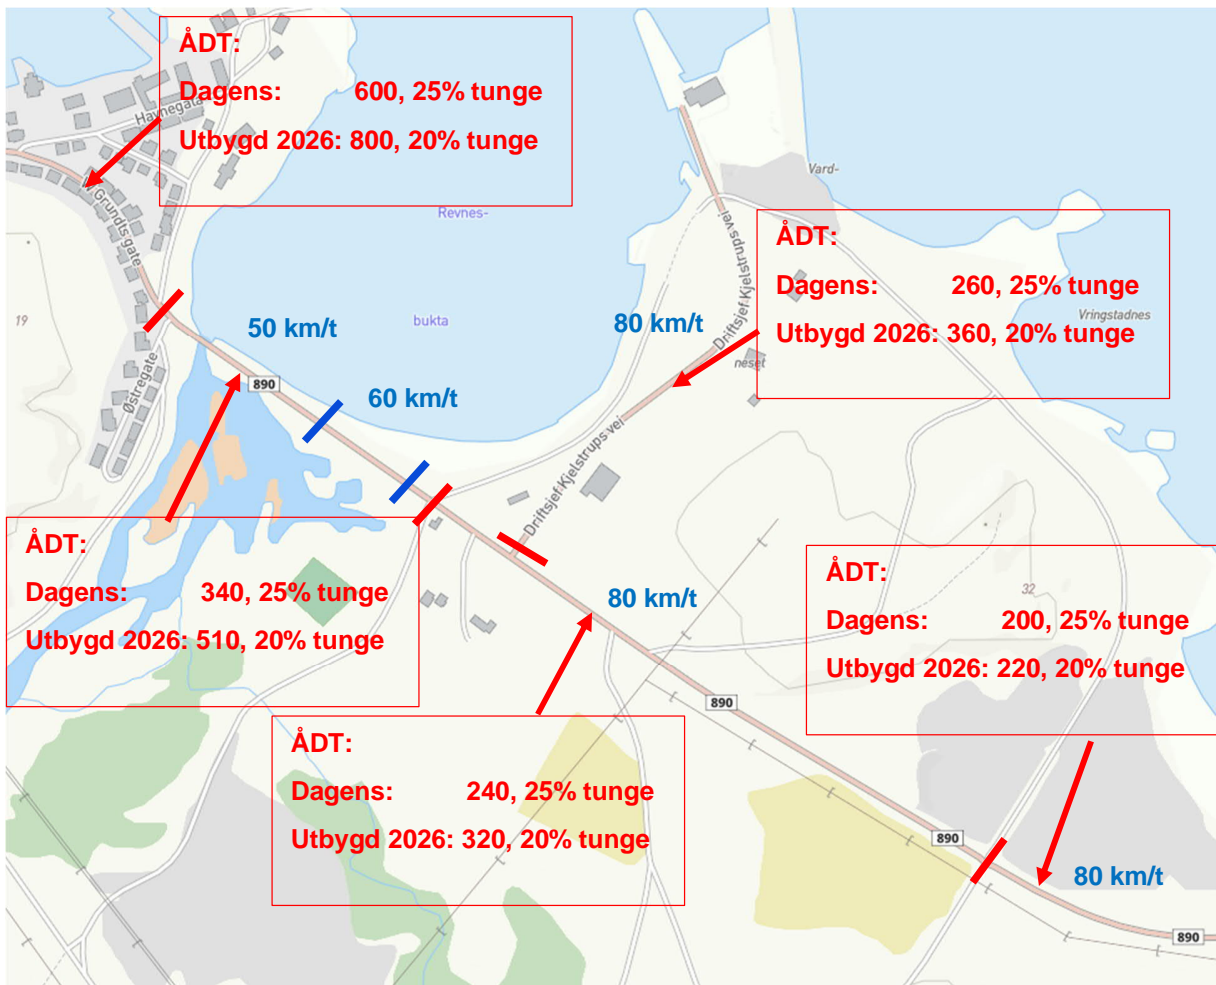 ÅDT:
Dagens: 600, 25% tunge
Utbygd 2026: 800, 20% tunge
Havnegata
Grundts gate
Vard-
Revnes-
Driftsjef Kjelstrups vei
ÅDT:
Dagens: 260, 25% tunge
Utbygd 2026: 360, 20% tunge
19
bukta
50 km/t
80 km/t
Vringstadnes
neset
Østregate
890
60 km/t
Driftsjef Kjelstrups vei
ÅDT:
Dagens: 340, 25% tunge
Utbygd 2026: 510, 20% tunge
80 km/t
32
ÅDT:
Dagens: 200, 25% tunge
Utbygd 2026: 220, 20% tunge
890
ÅDT:
Dagens: 240, 25% tunge
Utbygd 2026: 320, 20% tunge
890
80 km/t
890